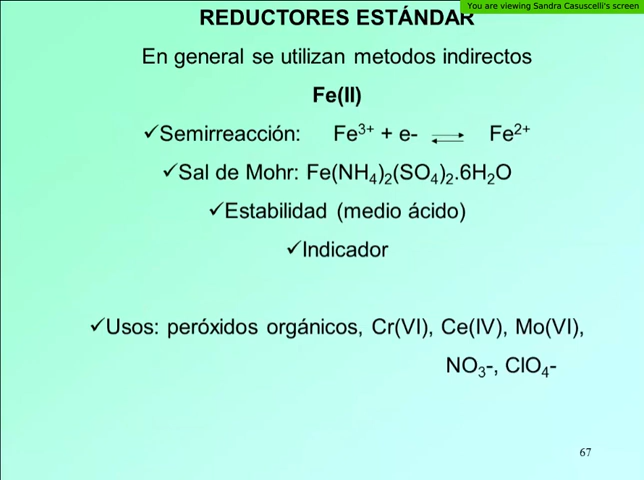 REDUCTORES ESTÁNDAR
You are viewing Sandra Casuscelli's screen
En general se utilizan metodos indirectos
Fe(II)
✓Semirreacción: Fe³⁺ + e- ⇌ Fe²⁺
✓Sal de Mohr: Fe(NH₄)₂(SO₄)₂.6H₂O
✓Estabilidad (medio ácido)
✓Indicador
✓Usos: peróxidos orgánicos, Cr(VI), Ce(IV), Mo(VI),
NO₃-, ClO₄-
67